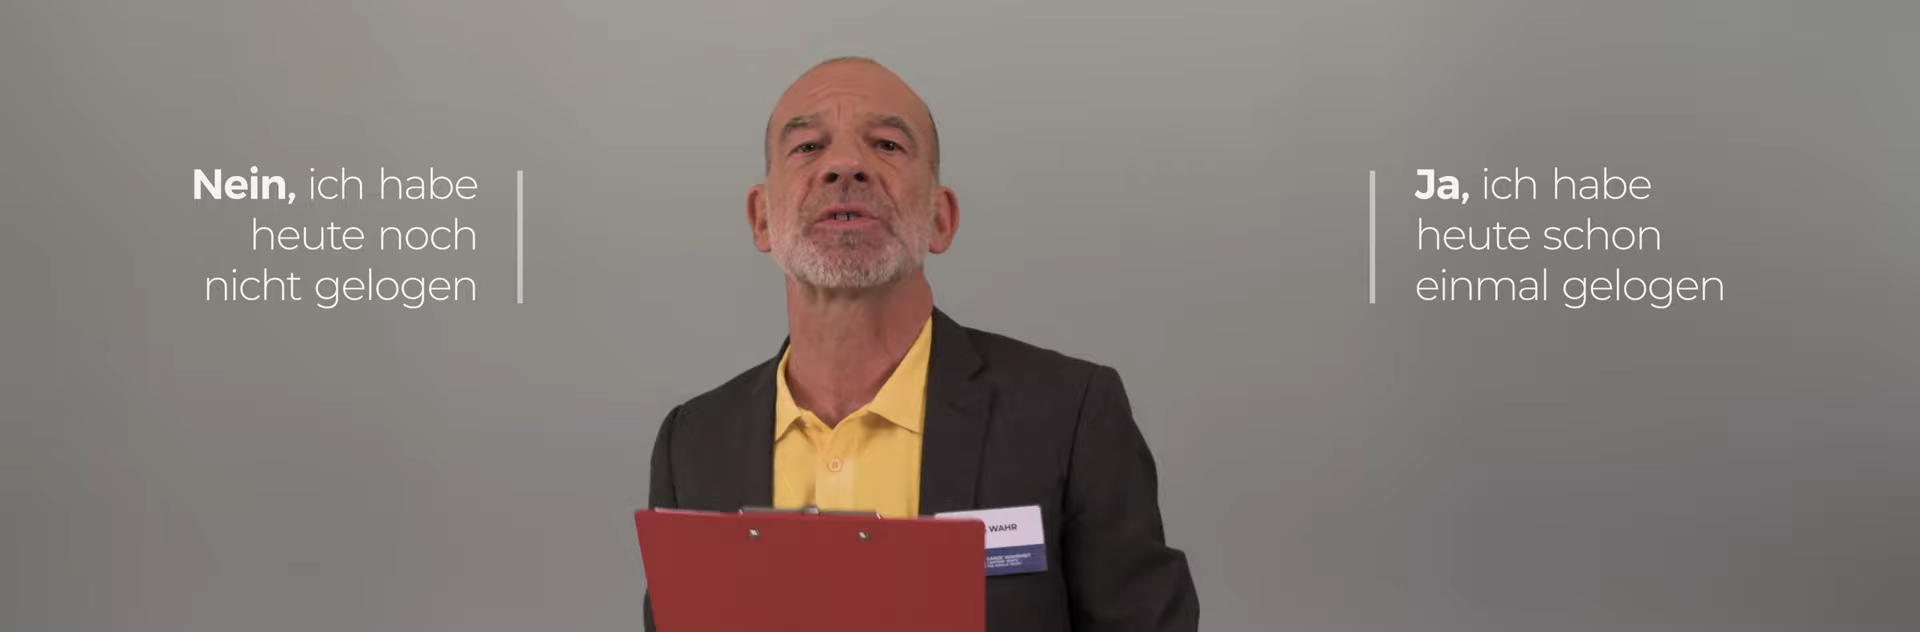 Nein, ich habe
heute noch
nicht gelogen
Ja, ich habe
heute schon
einmal gelogen
WAHR